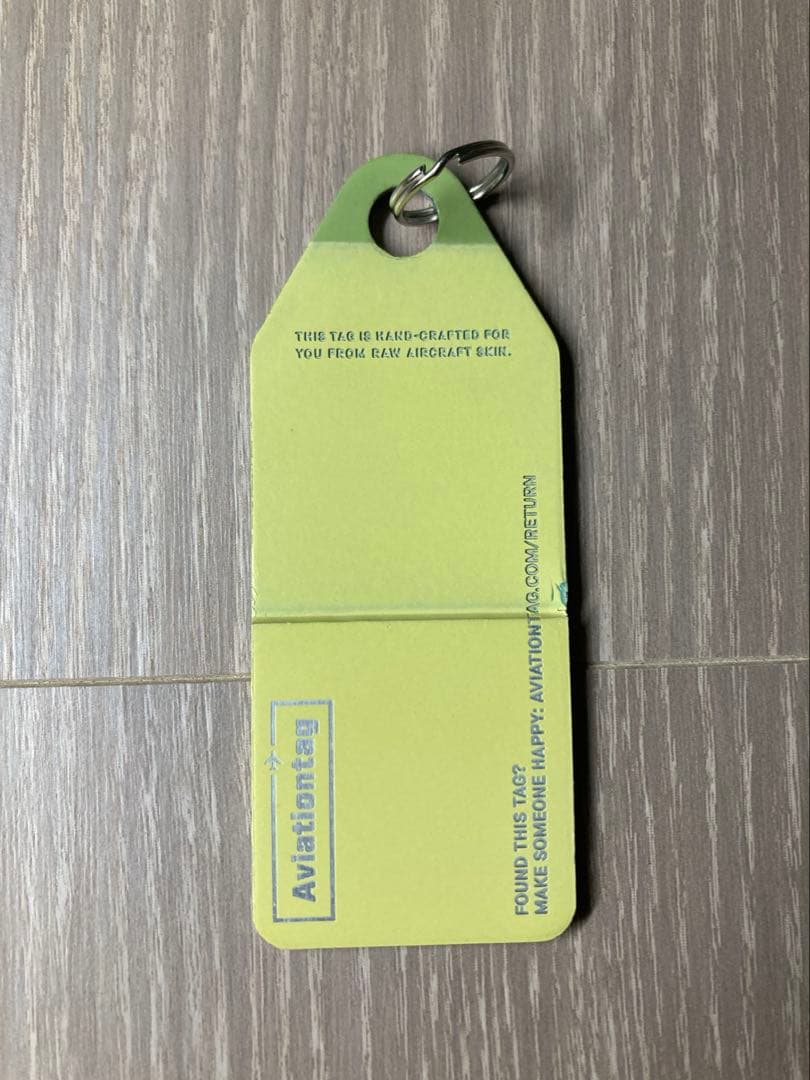 THIS TAG IS HAND-CRAFTED FOR
YOU FROM RAW AIRCRAFT SKIN.
Aviationtag
FOUND THIS TAG?
MAKE SOMEONE HAPPY: AVIATIONTAG.COM/RETURN